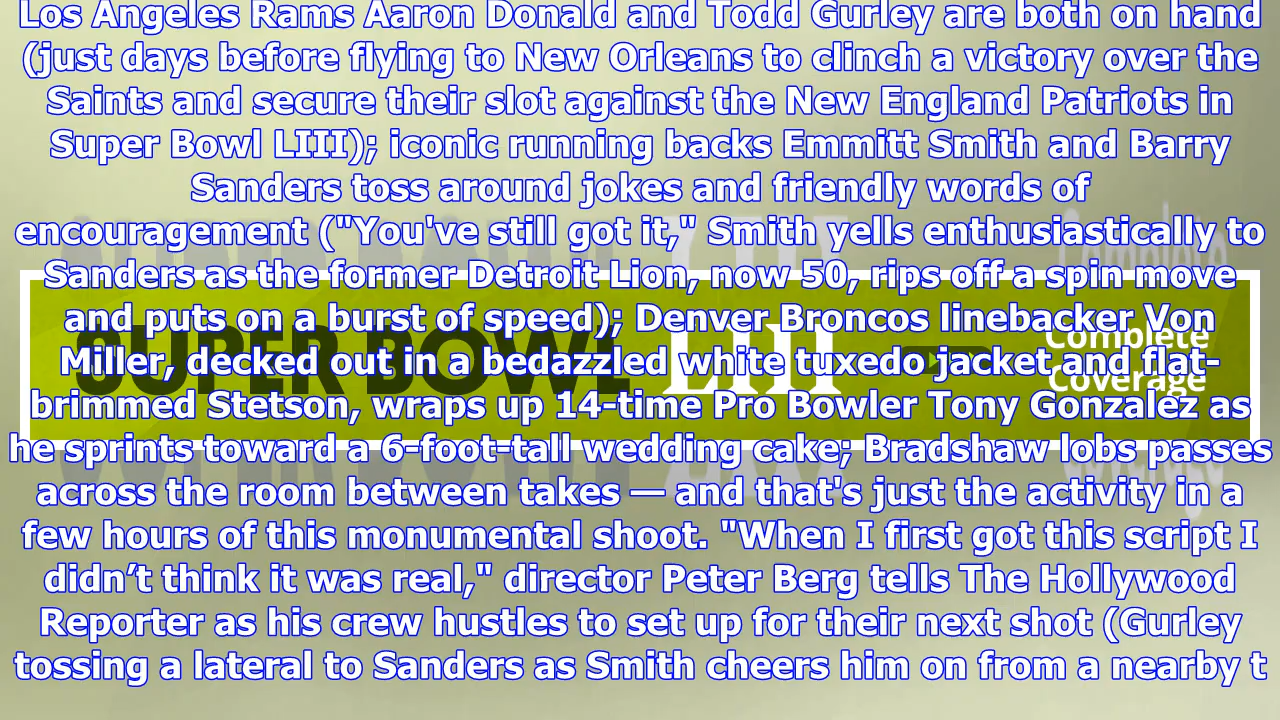 Los Angeles Rams Aaron Donald and Todd Gurley are both on hand
(just days before flying to New Orleans to clinch a victory over the
Saints and secure their slot against the New England Patriots in
Super Bowl LIII); iconic running backs Emmitt Smith and Barry
Sanders toss around jokes and friendly words of
encouragement ("You've still got it," Smith yells enthusiastically to
Sanders as the former Detroit Lion, now 50, rips off a spin move
and puts on a burst of speed); Denver Broncos linebacker Von
Miller, decked out in a bedazzled white tuxedo jacket and flat-
brimmed Stetson, wraps up 14-time Pro Bowler Tony Gonzalez as
he sprints toward a 6-foot-tall wedding cake; Bradshaw lobs passes
across the room between takes — and that's just the activity in a
few hours of this monumental shoot. "When I first got this script I
didn’t think it was real," director Peter Berg tells The Hollywood
Reporter as his crew hustles to set up for their next shot (Gurley
tossing a lateral to Sanders as Smith cheers him on from a nearby t
SUPER BOWL LIII
Complete
Coverage